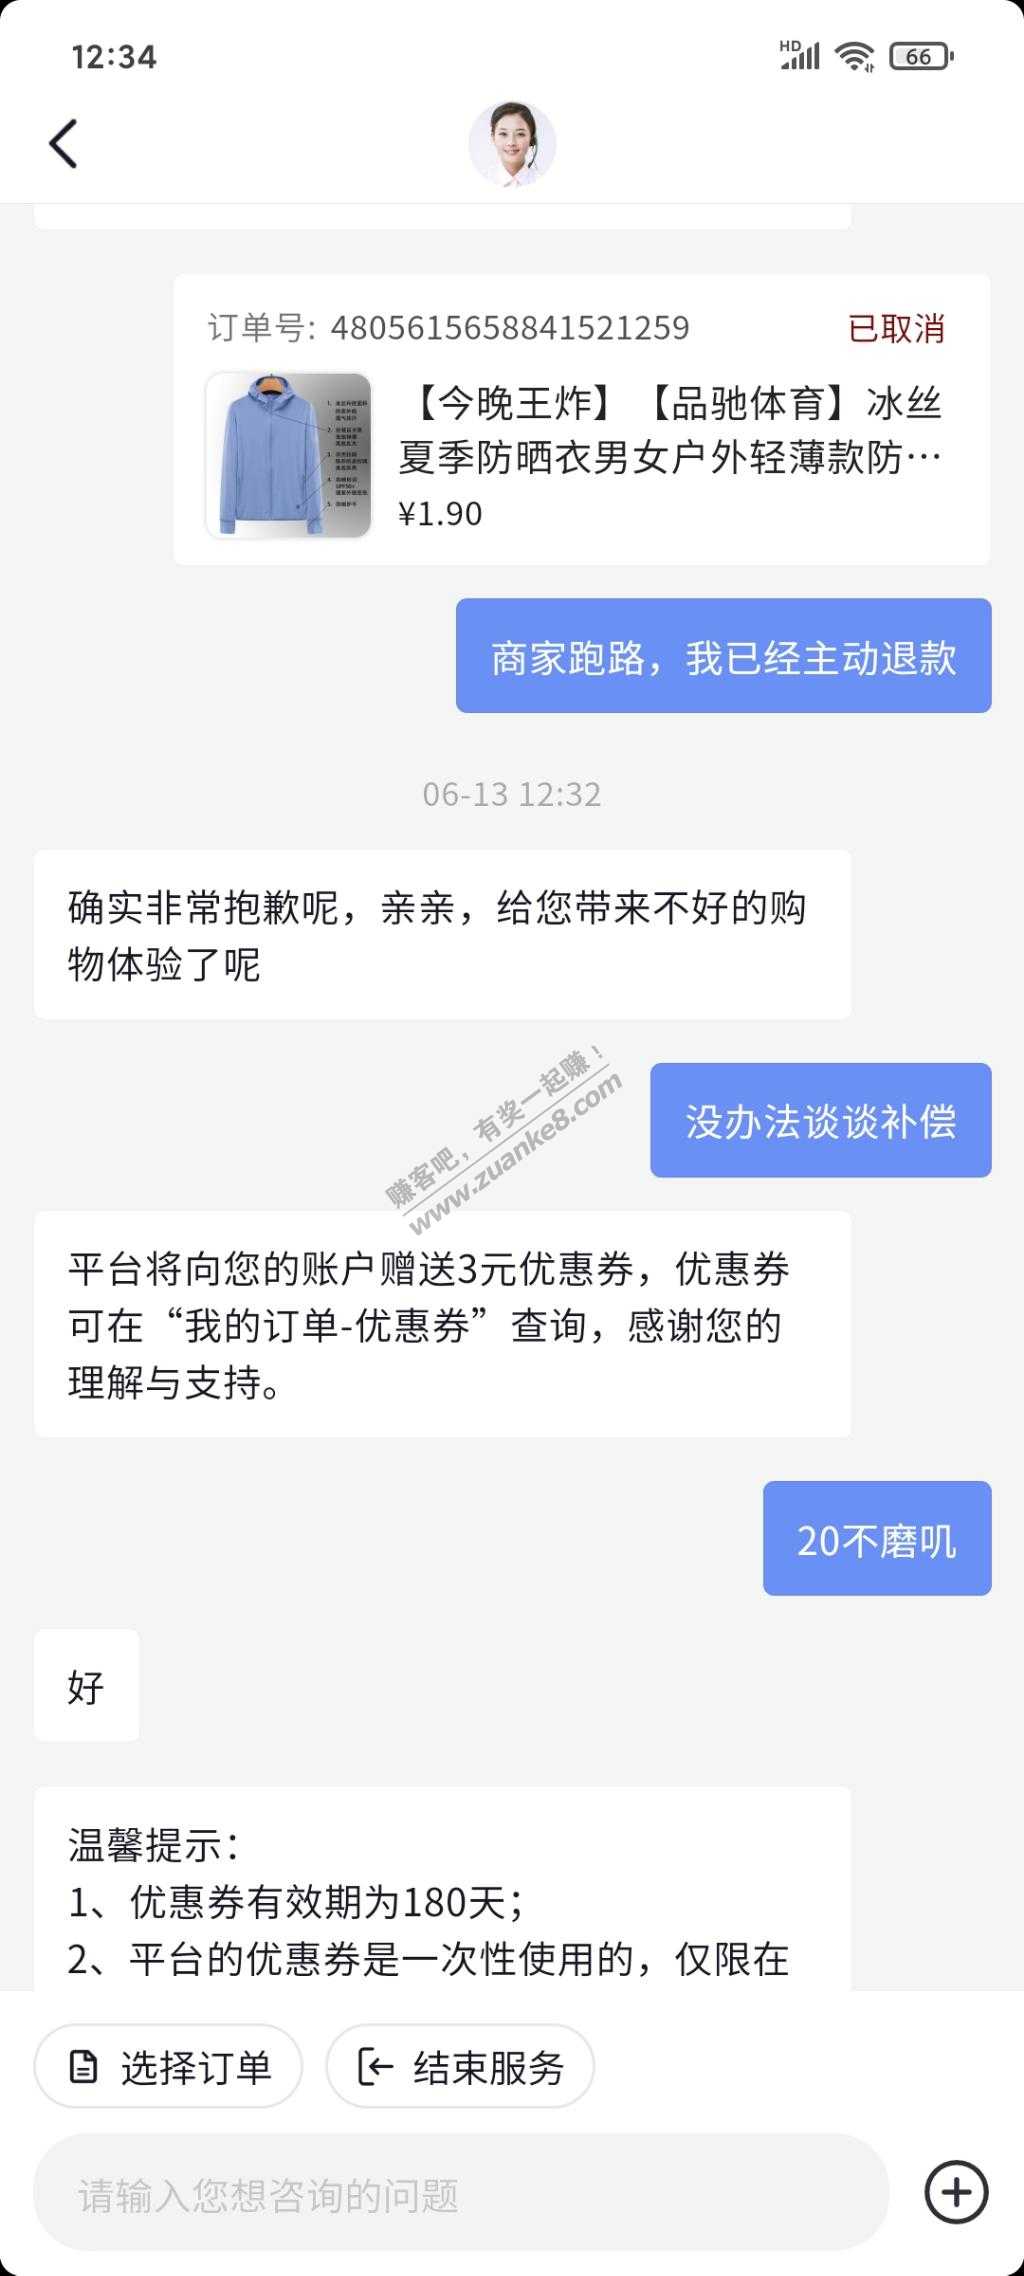 12:34
HD
66
订单号: 4805615658841521259
已取消
【今晚王炸】【品驰体育】冰丝
夏季防晒衣男女户外轻薄款防…
¥1.90
商家跑路，我已经主动退款
06-13 12:32
确实非常抱歉呢，亲亲，给您带来不好的购
物体验了呢
没办法谈谈补偿
赚客吧，有奖一起赚！
www.zuanke8.com
平台将向您的账户赠送3元优惠券，优惠券
可在“我的订单-优惠券”查询，感谢您的
理解与支持。
20不磨叽
好
温馨提示：
1、优惠券有效期为180天；
2、平台的优惠券是一次性使用的，仅限在
选择订单
结束服务
请输入您想咨询的问题